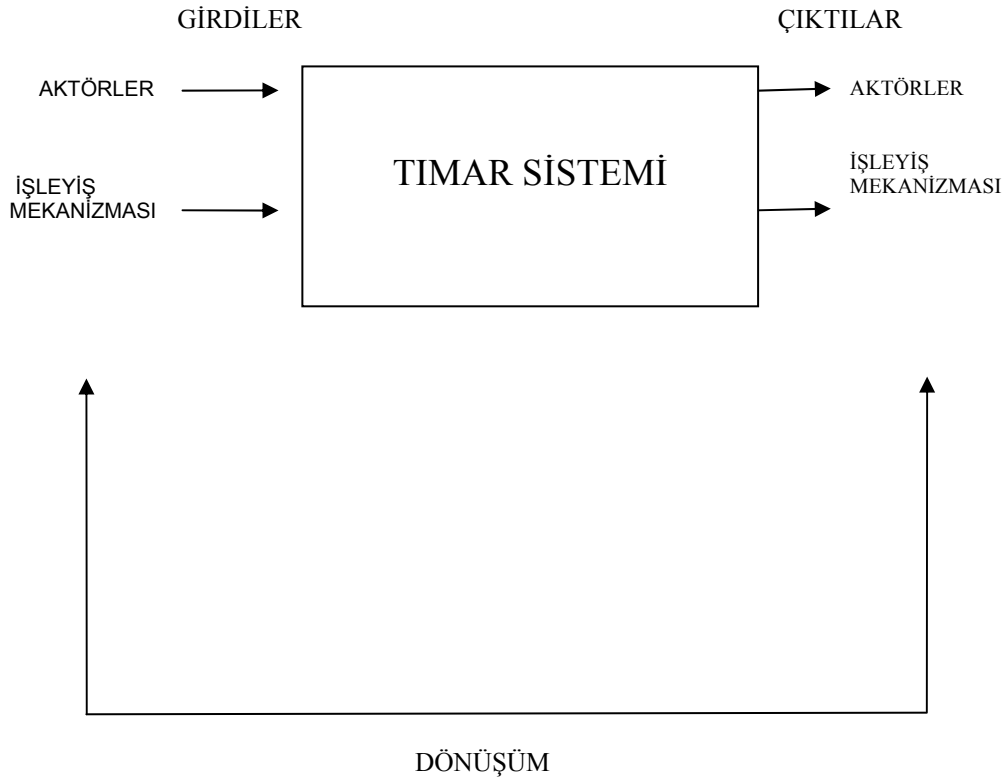 GİRDİLER
ÇIKTILAR
AKTÖRLER
AKTÖRLER
TIMAR SİSTEMİ
İŞLEYİŞ
MEKANİZMASI
İŞLEYİŞ
MEKANİZMASI
DÖNÜŞÜM